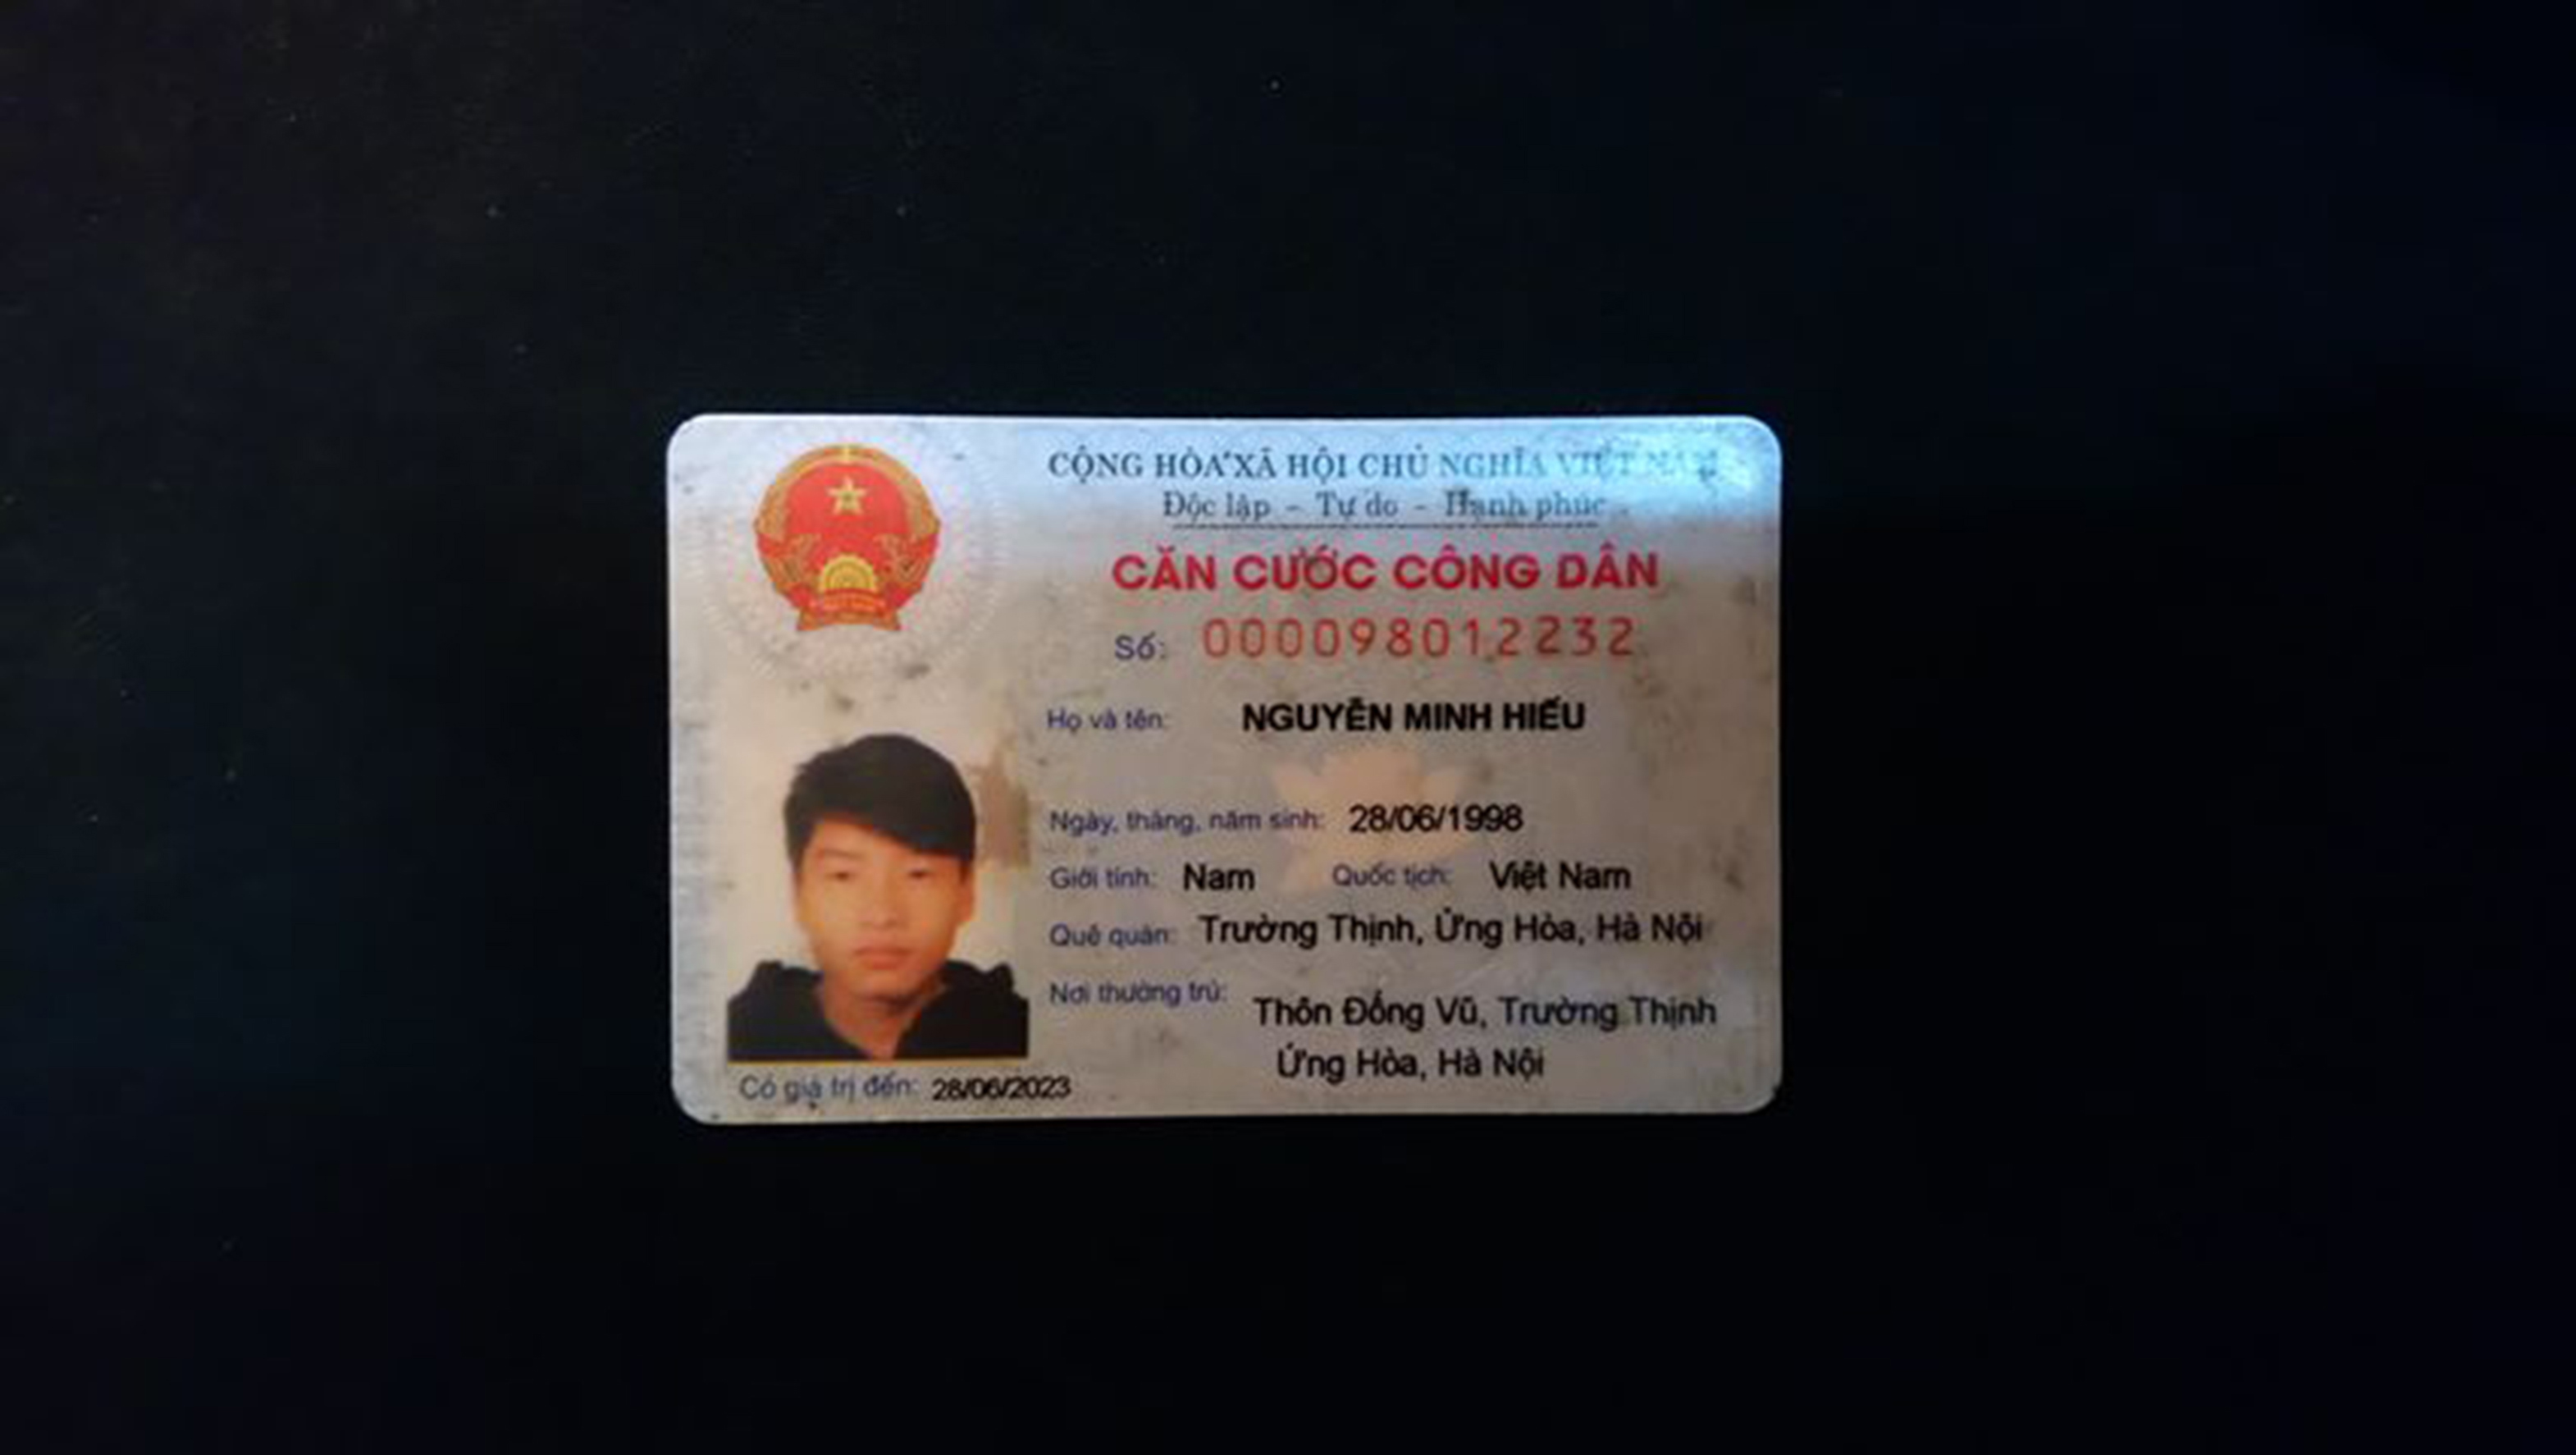 CỘNG HÒA XÃ HỘI CHỦ NGHĨA VIỆT NAM
Độc lập - Tự do - Hạnh phúc
CĂN CƯỚC CÔNG DÂN
Số: 000098012232
Họ và tên: NGUYỄN MINH HIẾU
Ngày, tháng, năm sinh: 28/06/1998
Giới tính: Nam Quốc tịch: Việt Nam
Quê quán: Trường Thịnh, Ứng Hòa, Hà Nội
Nơi thường trú: Thôn Đống Vũ, Trường Thịnh
Ứng Hòa, Hà Nội
Có giá trị đến: 28/06/2023